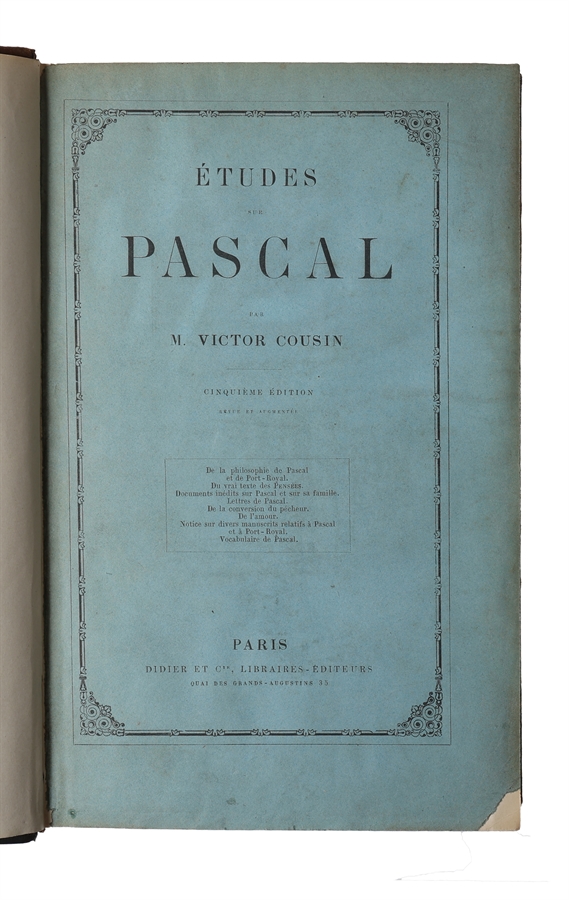 ÉTUDES
SUR
PASCAL
PAR
M. VICTOR COUSIN
CINQUIÈME ÉDITION
REVUE ET AUGMENTÉE
De la philosophie de Pascal
et de Port-Royal.
Du vrai texte des PENSÉES.
Documents inédits sur Pascal et sur sa famille.
Lettres de Pascal.
De la conversion du pécheur.
De l'amour.
Notice sur divers manuscrits relatifs à Pascal
et à Port-Royal.
Vocabulaire de Pascal.
PARIS
DIDIER ET Cie, LIBRAIRES-ÉDITEURS
QUAI DES GRANDS-AUGUSTINS 35